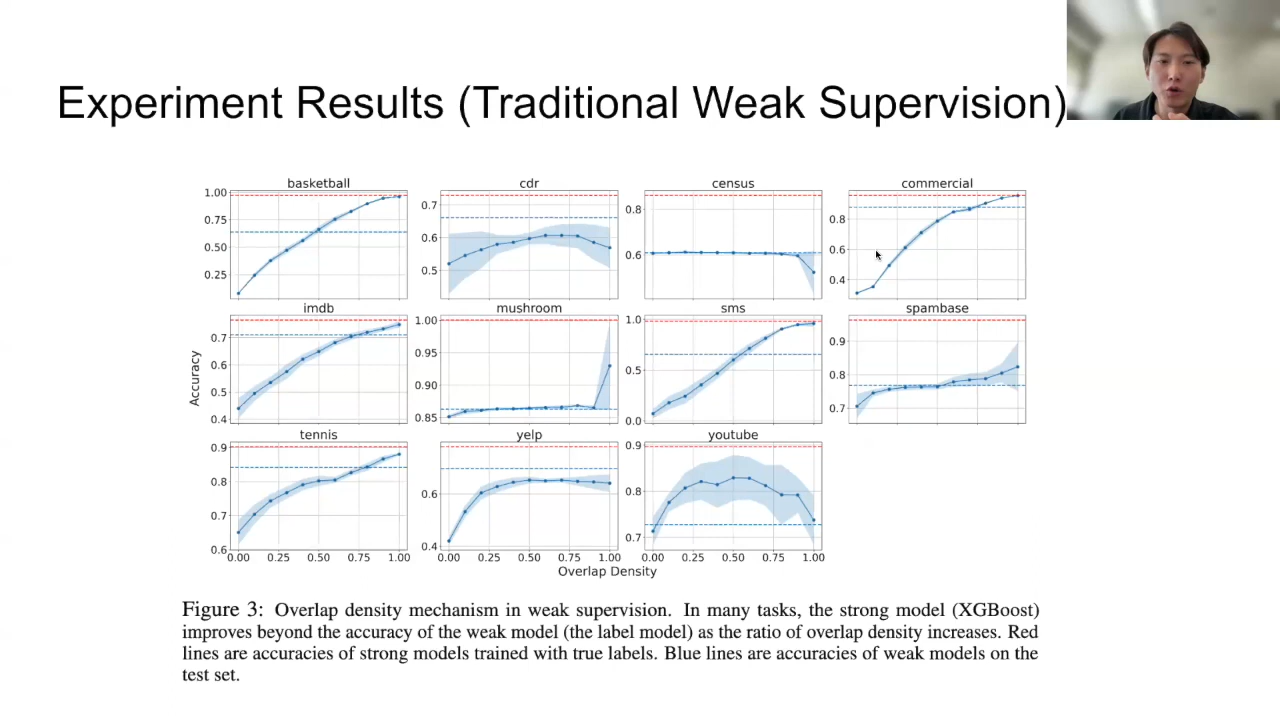 Experiment Results (Traditional Weak Supervision)
basketball
cdr
census
commercial
1.00
0.75
0.50
0.25
0.7
0.6
0.5
0.8
0.6
0.8
0.6
0.4
imdb
mushroom
sms
spambase
0.7
0.6
0.5
0.4
1.00
0.95
0.90
0.85
1.0
0.5
0.0
0.9
0.8
0.7
Accuracy
tennis
yelp
youtube
0.9
0.8
0.7
0.6
0.6
0.4
0.9
0.8
0.7
0.00 0.25 0.50 0.75 1.00
0.00 0.25 0.50 0.75 1.00
0.00 0.25 0.50 0.75 1.00
Overlap Density
Figure 3: Overlap density mechanism in weak supervision. In many tasks, the strong model (XGBoost)
improves beyond the accuracy of the weak model (the label model) as the ratio of overlap density increases. Red
lines are accuracies of strong models trained with true labels. Blue lines are accuracies of weak models on the
test set.